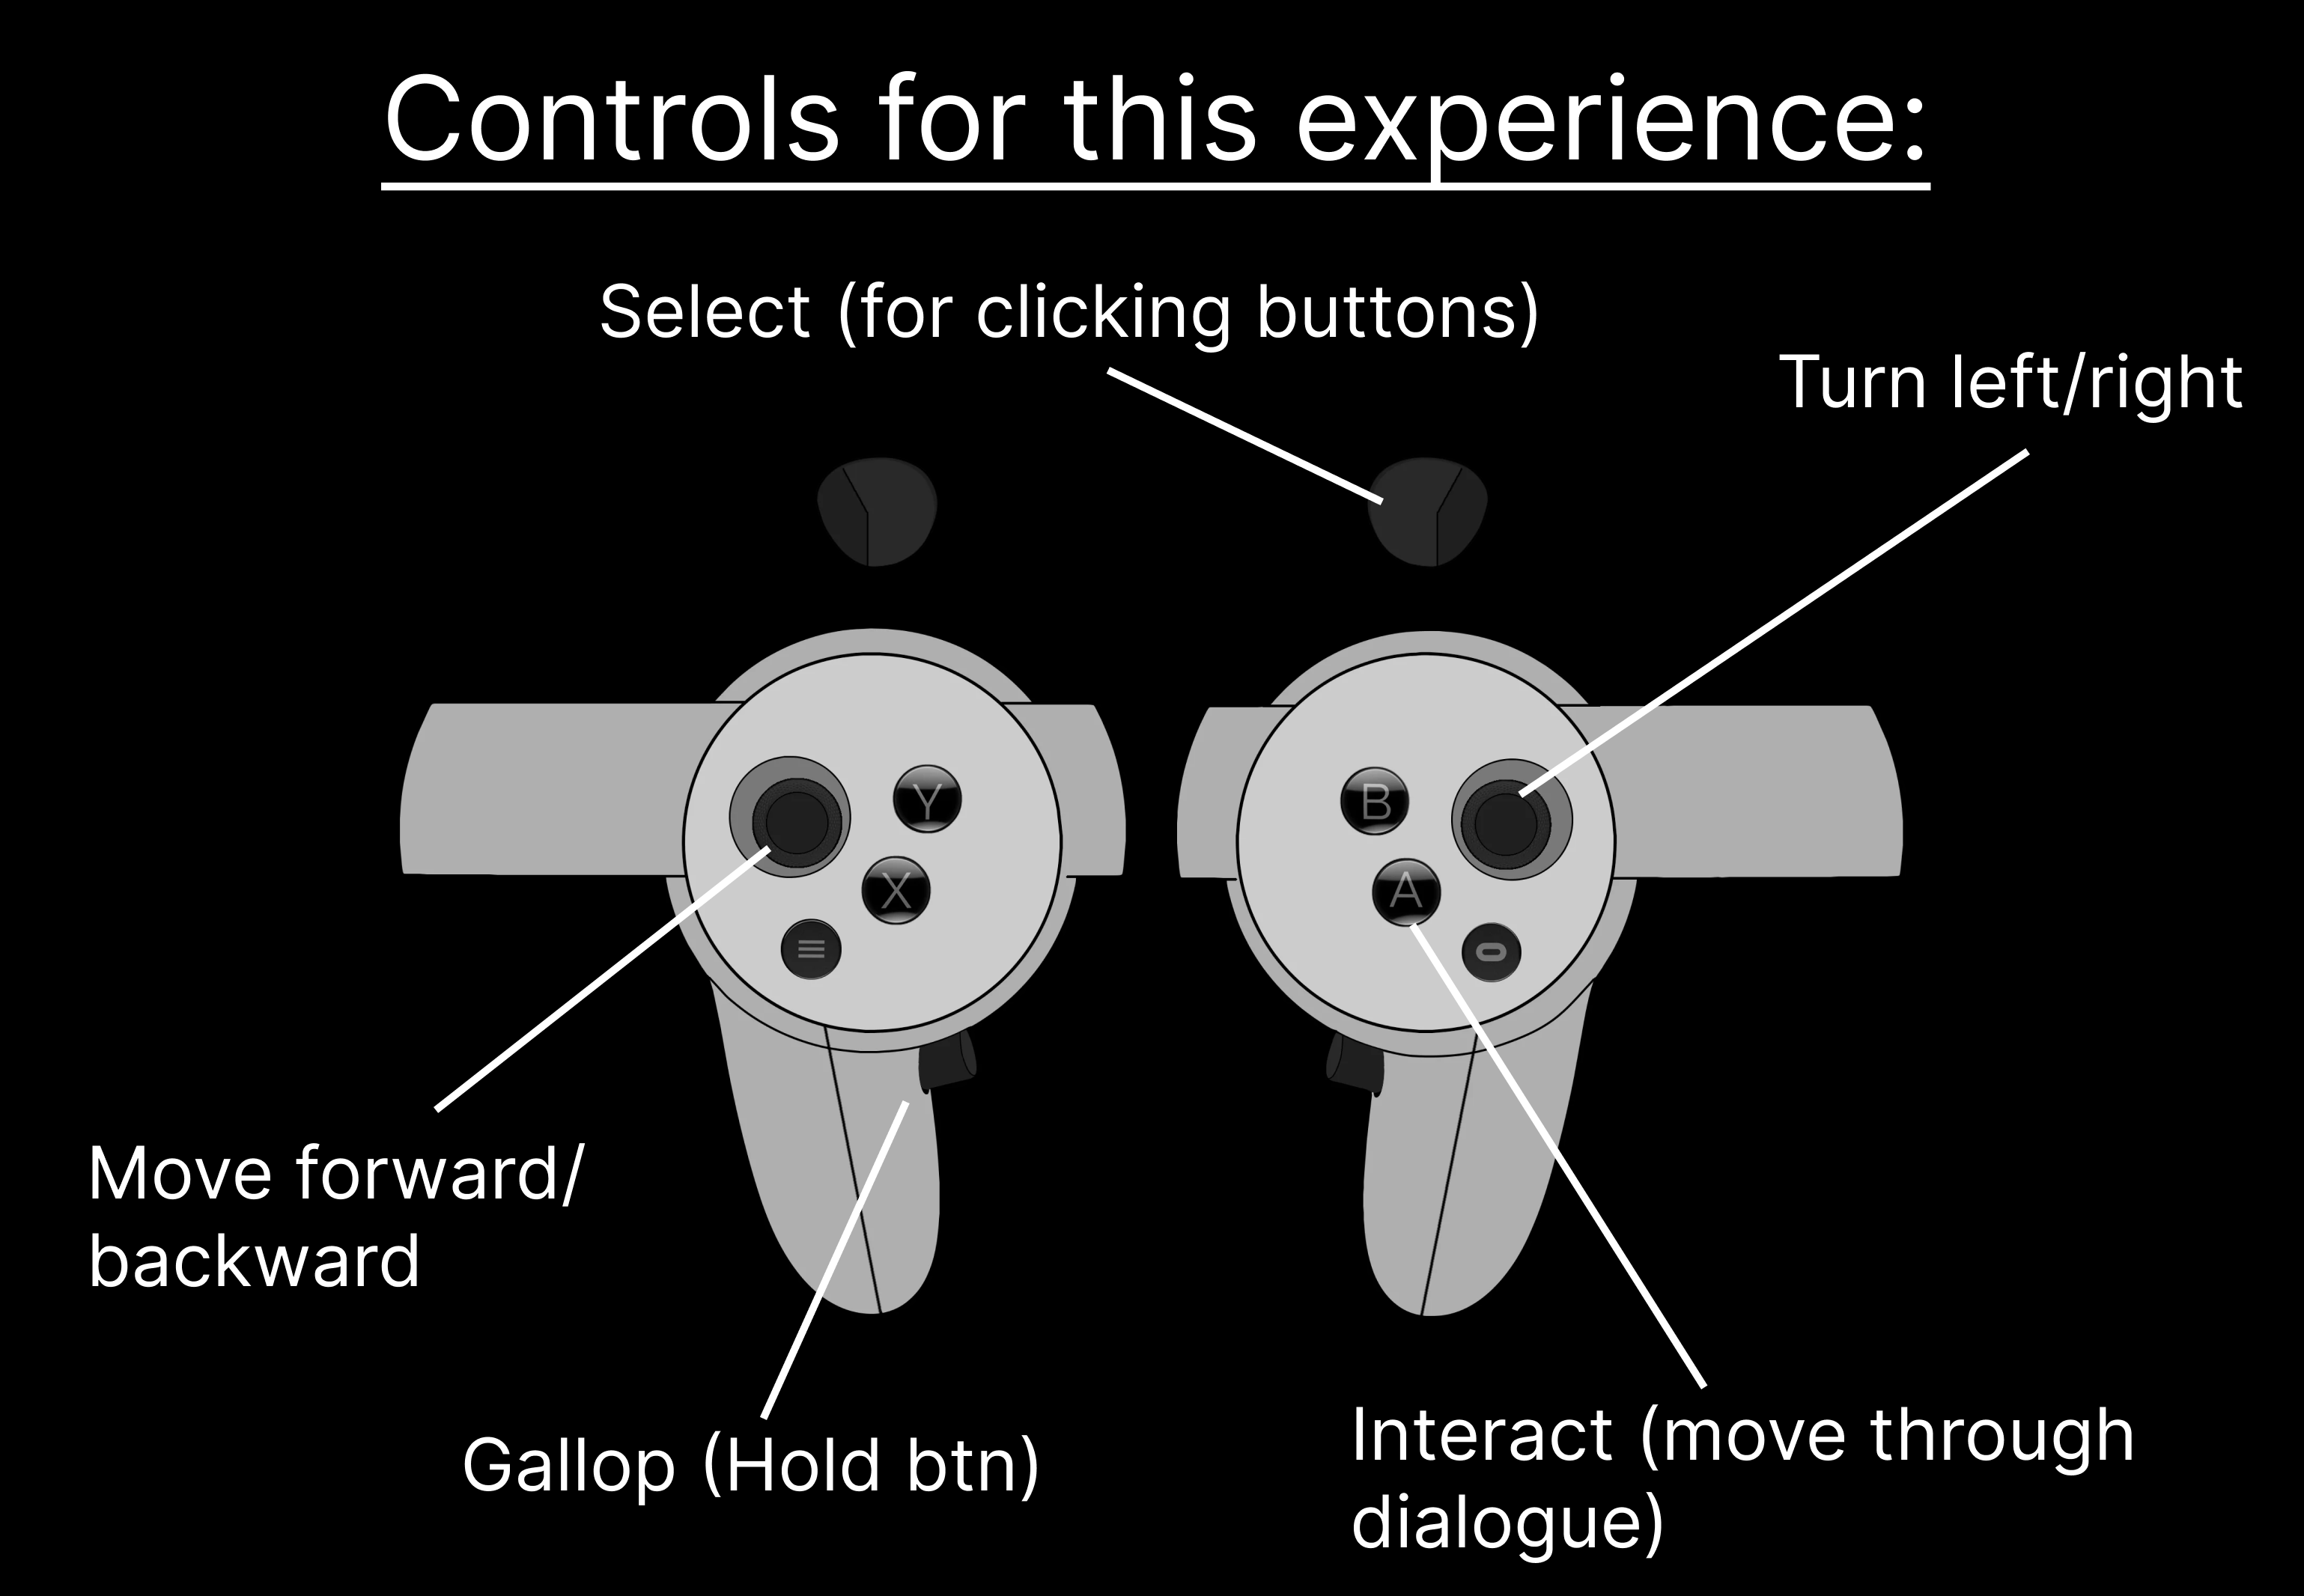 Controls for this experience:
Select (for clicking buttons)
Turn left/right
Y
B
X
A
Move forward/
backward
Gallop (Hold btn)
Interact (move through
dialogue)